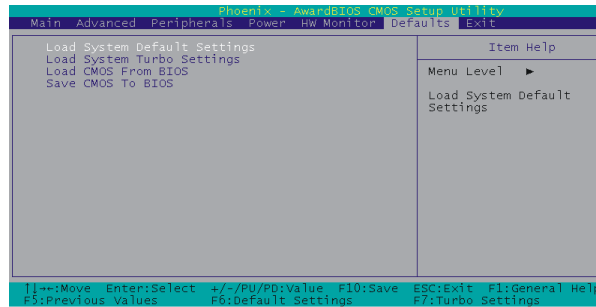 Phoenix - AwardBIOS CMOS Setup Utility
Main Advanced Peripherals Power HW Monitor Defaults Exit
Load System Default Settings
Load System Turbo Settings
Load CMOS From BIOS
Save CMOS To BIOS
Item Help
Menu Level ►
Load System Default
Settings
↑↓→←:Move Enter:Select +/-/PU/PD:Value F10:Save ESC:Exit F1:General Help
F5:Previous Values F6:Default Settings F7:Turbo Settings